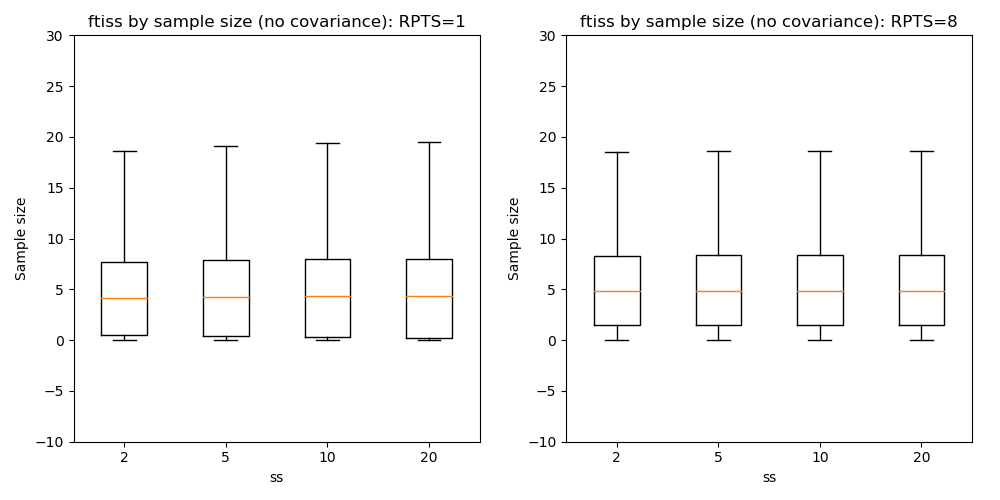 ftiss by sample size (no covariance): RPTS=1
30
25
20
15
10
5
0
−5
−10
Sample size
2 5 10 20
ss
ftiss by sample size (no covariance): RPTS=8
30
25
20
15
10
5
0
−5
−10
Sample size
2 5 10 20
ss